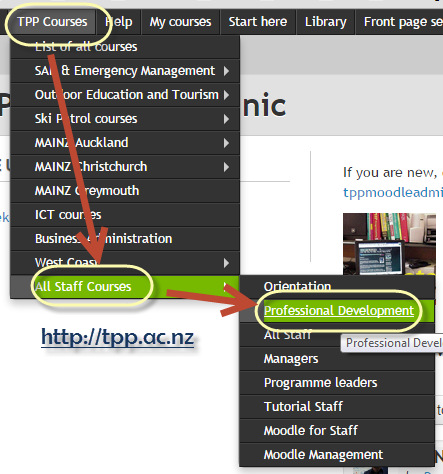 TPP Courses Help My courses Start here Library Front page se
List of all courses
SAR & Emergency Management
Outdoor Education and Tourism
nic
Ski Patrol courses
MAINZ Auckland
MAINZ Christchurch
If you are new,
MAINZ Greymouth
tppmoodleadmi
ICT courses
Business Administration
West Coast
All Staff Courses
Orientation
Professional Development
All Staff
Professional Devel
Managers
Programme leaders
Tutorial Staff
Moodle for Staff
Moodle Management
http://tpp.ac.nz